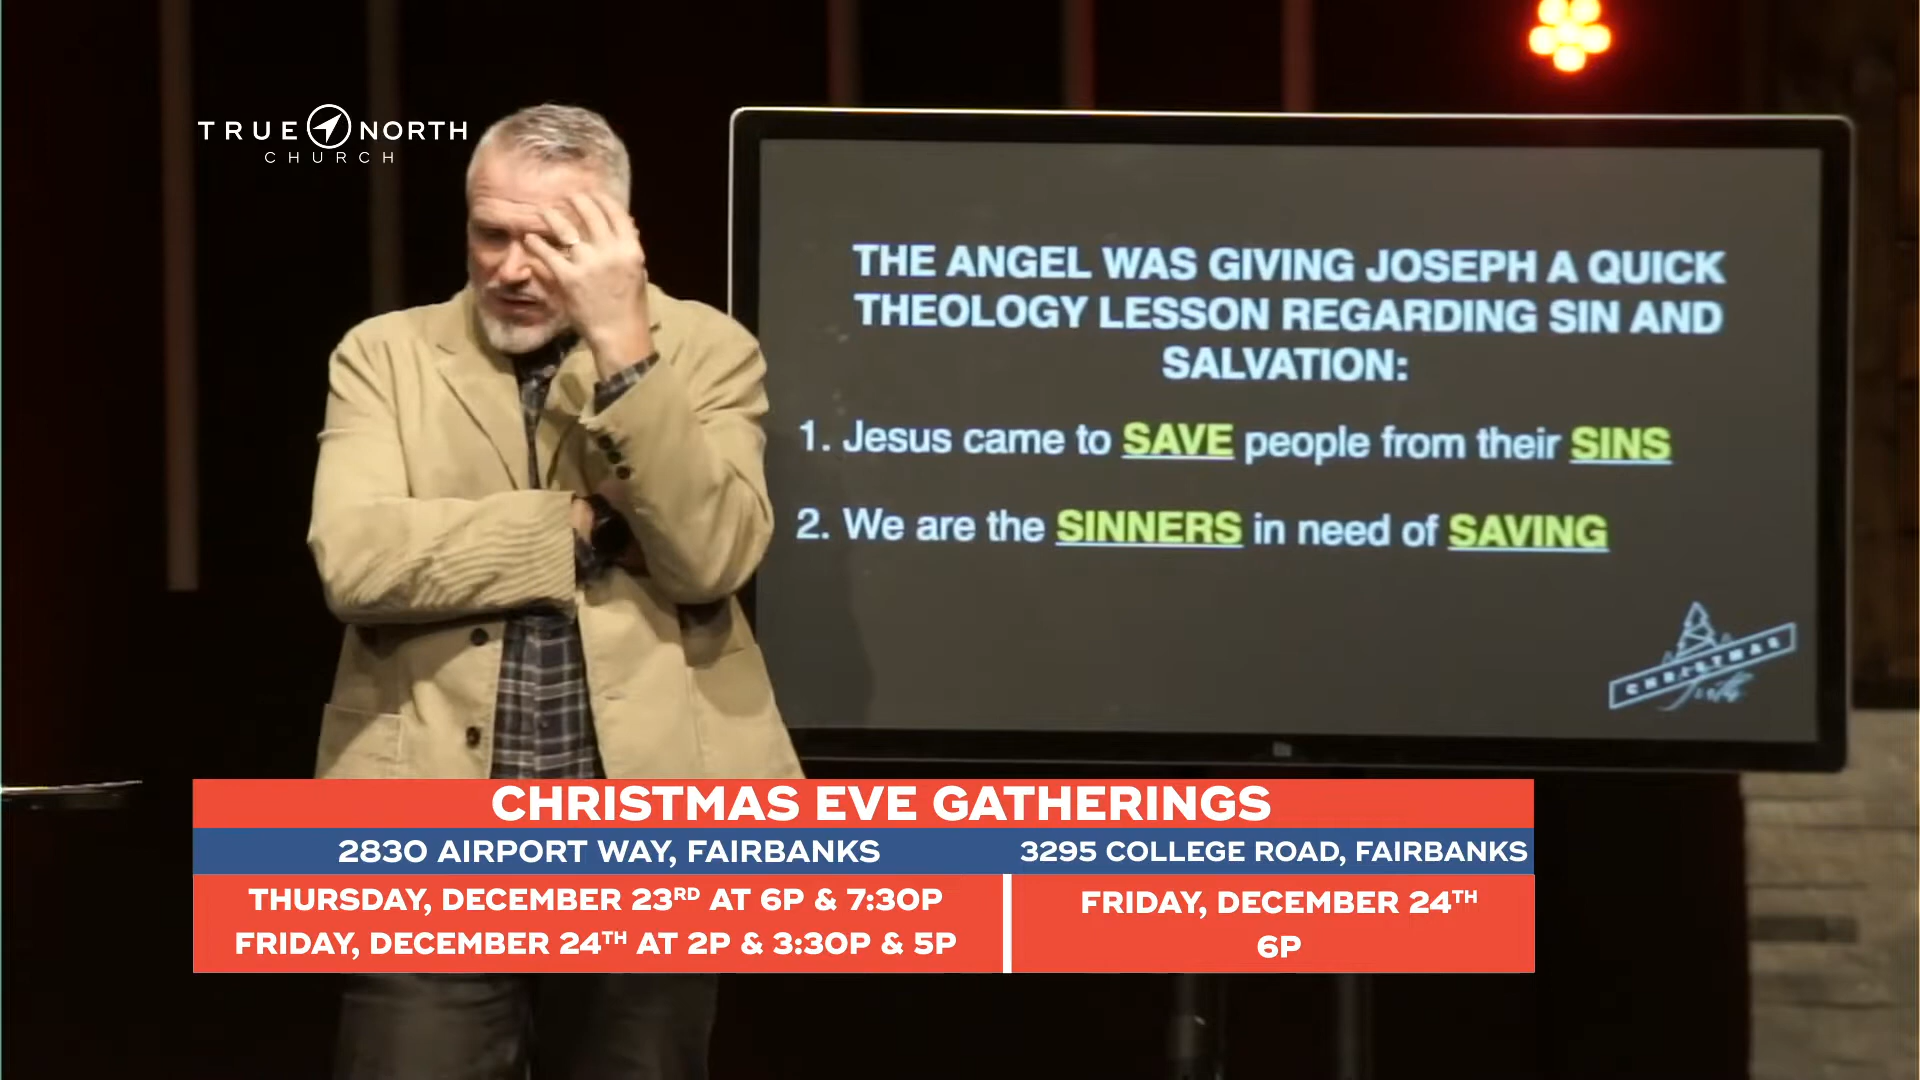 TRUE NORTH
CHURCH
THE ANGEL WAS GIVING JOSEPH A QUICK
THEOLOGY LESSON REGARDING SIN AND
SALVATION:
1. Jesus came to SAVE people from their SINS
2. We are the SINNERS in need of SAVING
CHRISTMAS
CHRISTMAS EVE GATHERINGS
2830 AIRPORT WAY, FAIRBANKS
3295 COLLEGE ROAD, FAIRBANKS
THURSDAY, DECEMBER 23RD AT 6P & 7:30P
FRIDAY, DECEMBER 24TH AT 2P & 3:30P & 5P
FRIDAY, DECEMBER 24TH
6P